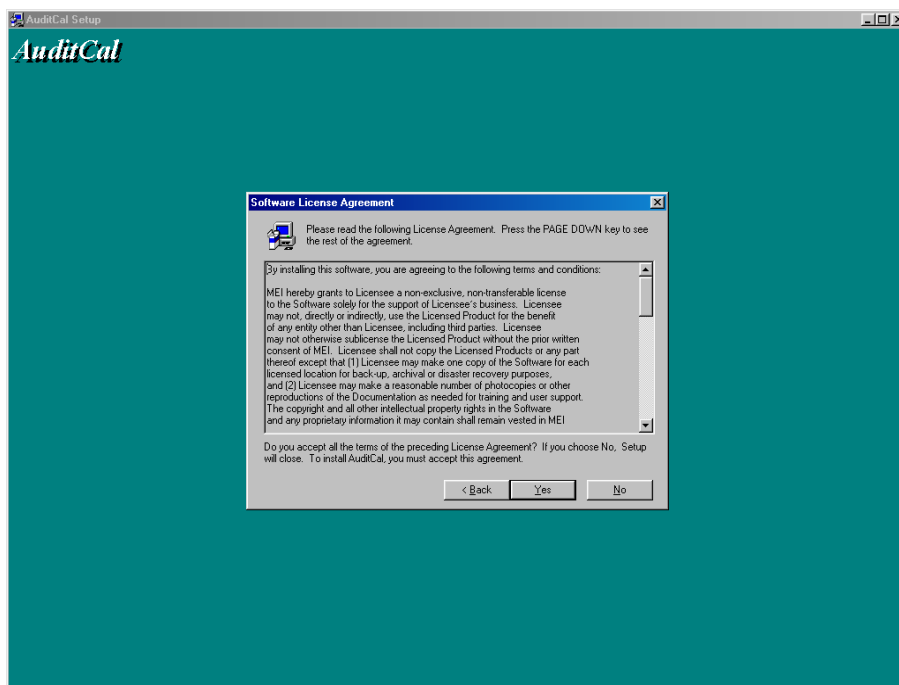 AuditCal Setup
AuditCal
Software License Agreement
Please read the following License Agreement. Press the PAGE DOWN key to see
the rest of the agreement.
By installing this software, you are agreeing to the following terms and conditions:
MEI hereby grants to Licensee a non-exclusive, non-transferable license
to the Software solely for the support of Licensee's business. Licensee
may not, directly or indirectly, use the Licensed Product for the benefit
of any entity other than Licensee, including third parties. Licensee
may not otherwise sublicense the Licensed Product without the prior written
consent of MEI. Licensee shall not copy the Licensed Products or any part
thereof except that (1) Licensee may make one copy of the Software for each
licensed location for back-up, archival or disaster recovery purposes,
and (2) Licensee may make a reasonable number of photocopies or other
reproductions of the Documentation as needed for training and user support.
The copyright and all other intellectual property rights in the Software
and any proprietary information it may contain shall remain vested in MEI
Do you accept all the terms of the preceding License Agreement? If you choose No, Setup
will close. To install AuditCal, you must accept this agreement.
< Back
Yes
No